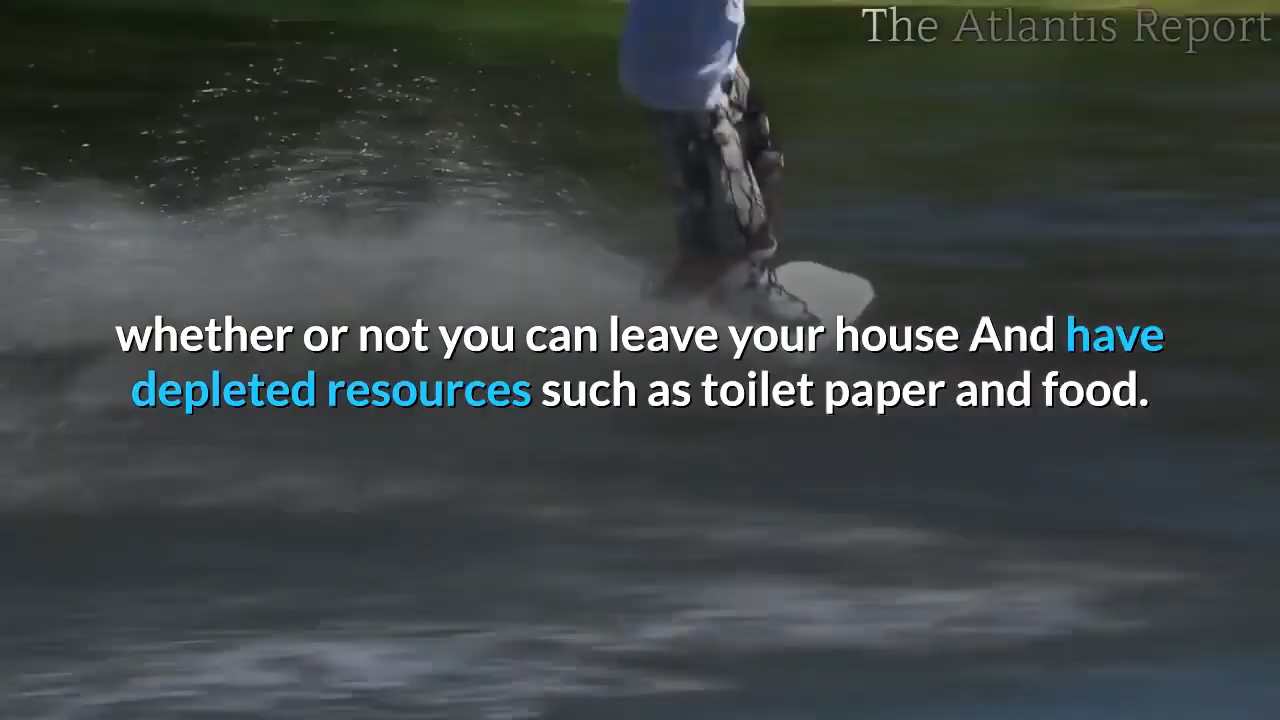 The Atlantis Report
whether or not you can leave your house And have
depleted resources such as toilet paper and food.